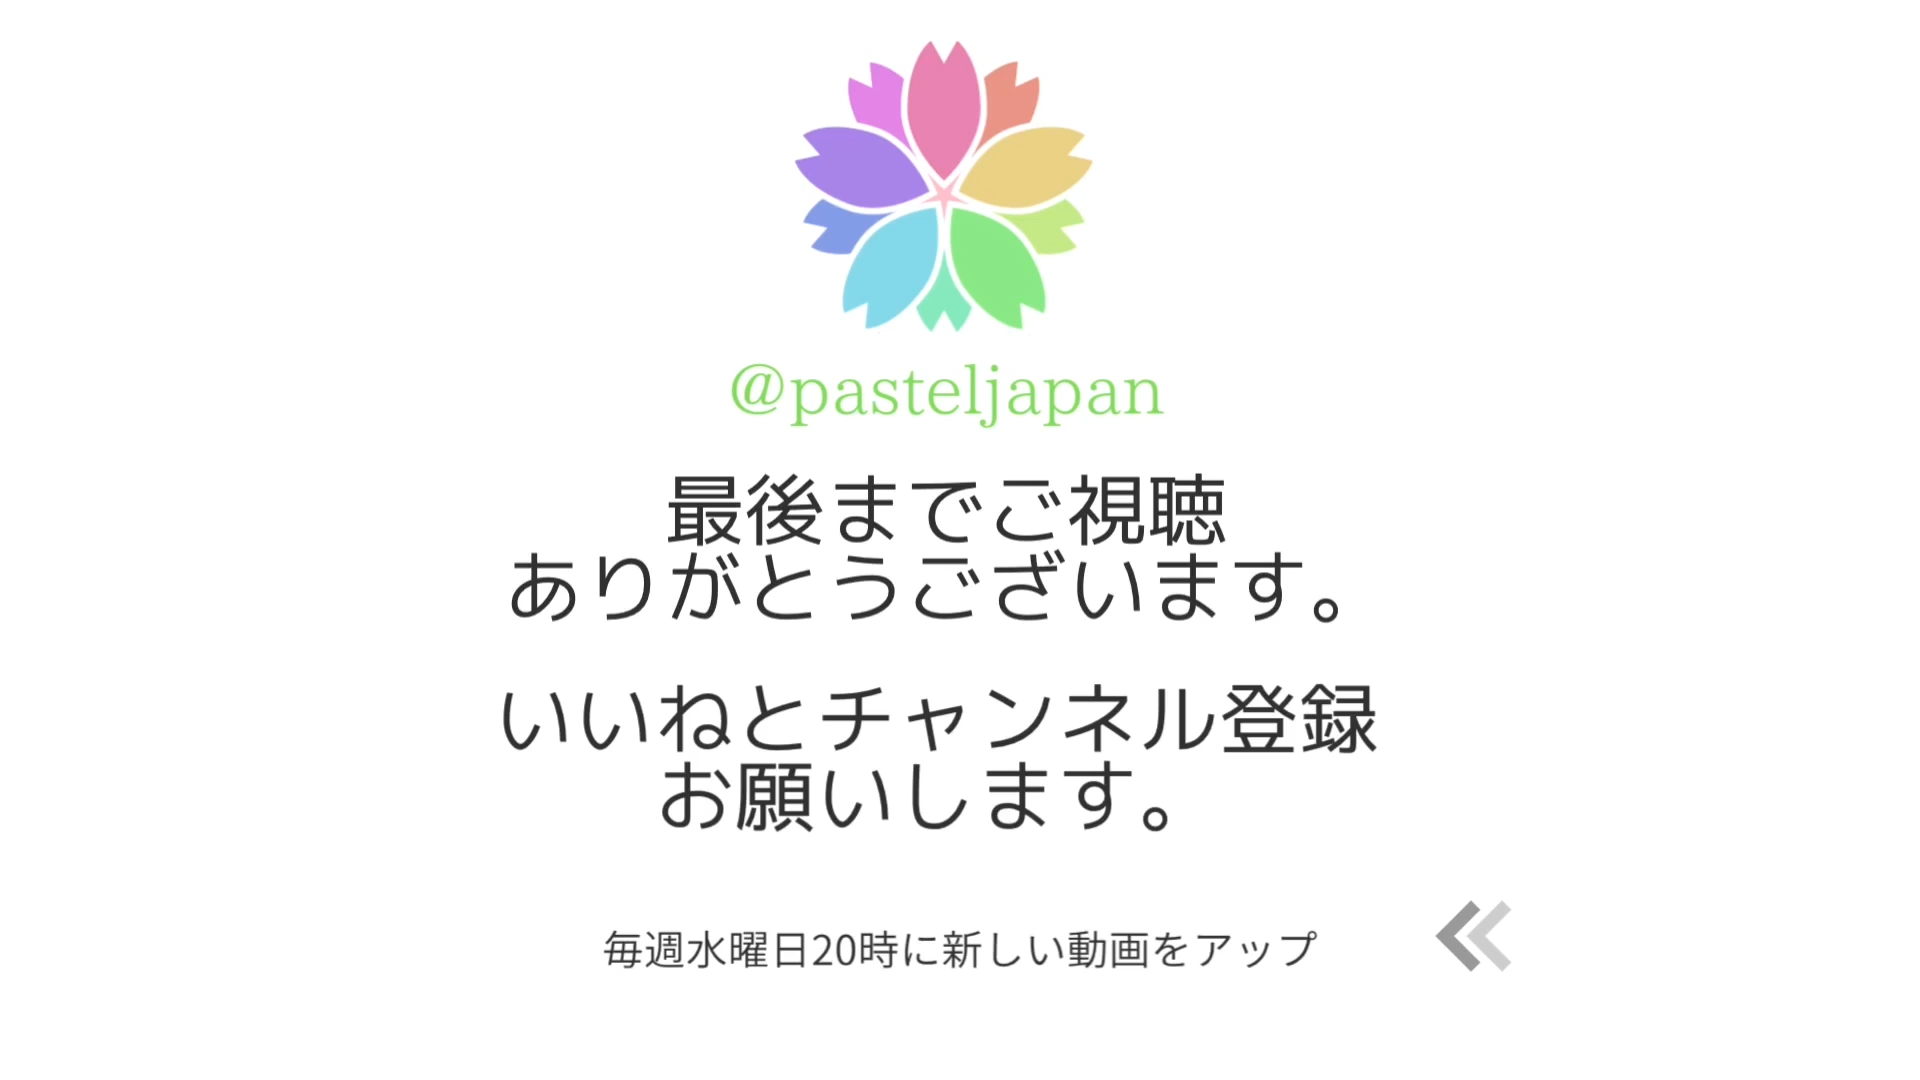 @pasteljapan
最後までご視聴
ありがとうございます。
いいねとチャンネル登録
お願いします。
毎週水曜日20時に新しい動画をアップ